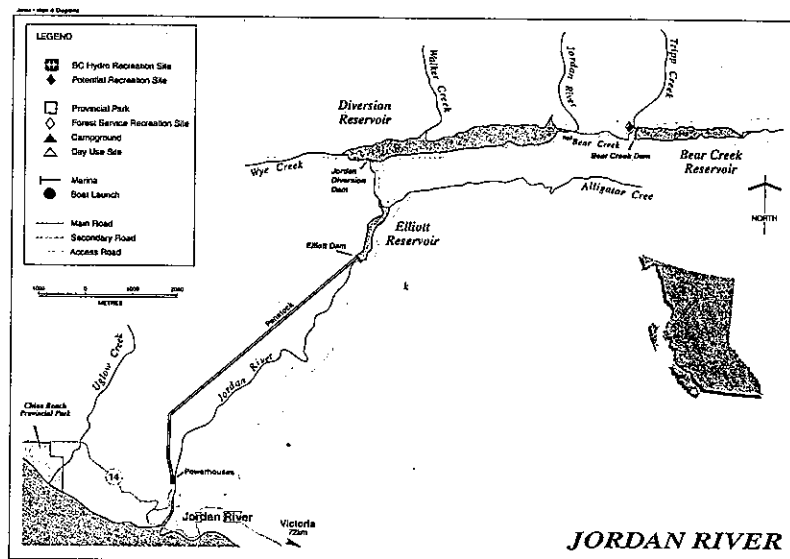 LEGEND
BC Hydro Recreation Site
Potential Recreation Site
Provincial Park
Forest Service Recreation Site
Campground
Day Use Site
Marina
Boat Launch
Main Road
Secondary Road
Access Road
1000 0 2000
METRES
Walker Creek
Jordan River
Tripp Creek
Diversion
Reservoir
Bear Creek
Bear Creek Dam
Bear Creek
Reservoir
Wye Creek
Jordan
Diversion
Dam
Alligator Cree
NORTH
Elliott
Reservoir
Elliott Dam
Penstock
Jordan River
Uglow Creek
China Beach
Provincial Park
14
Powerhouses
Jordan River
Victoria
72km
JORDAN RIVER